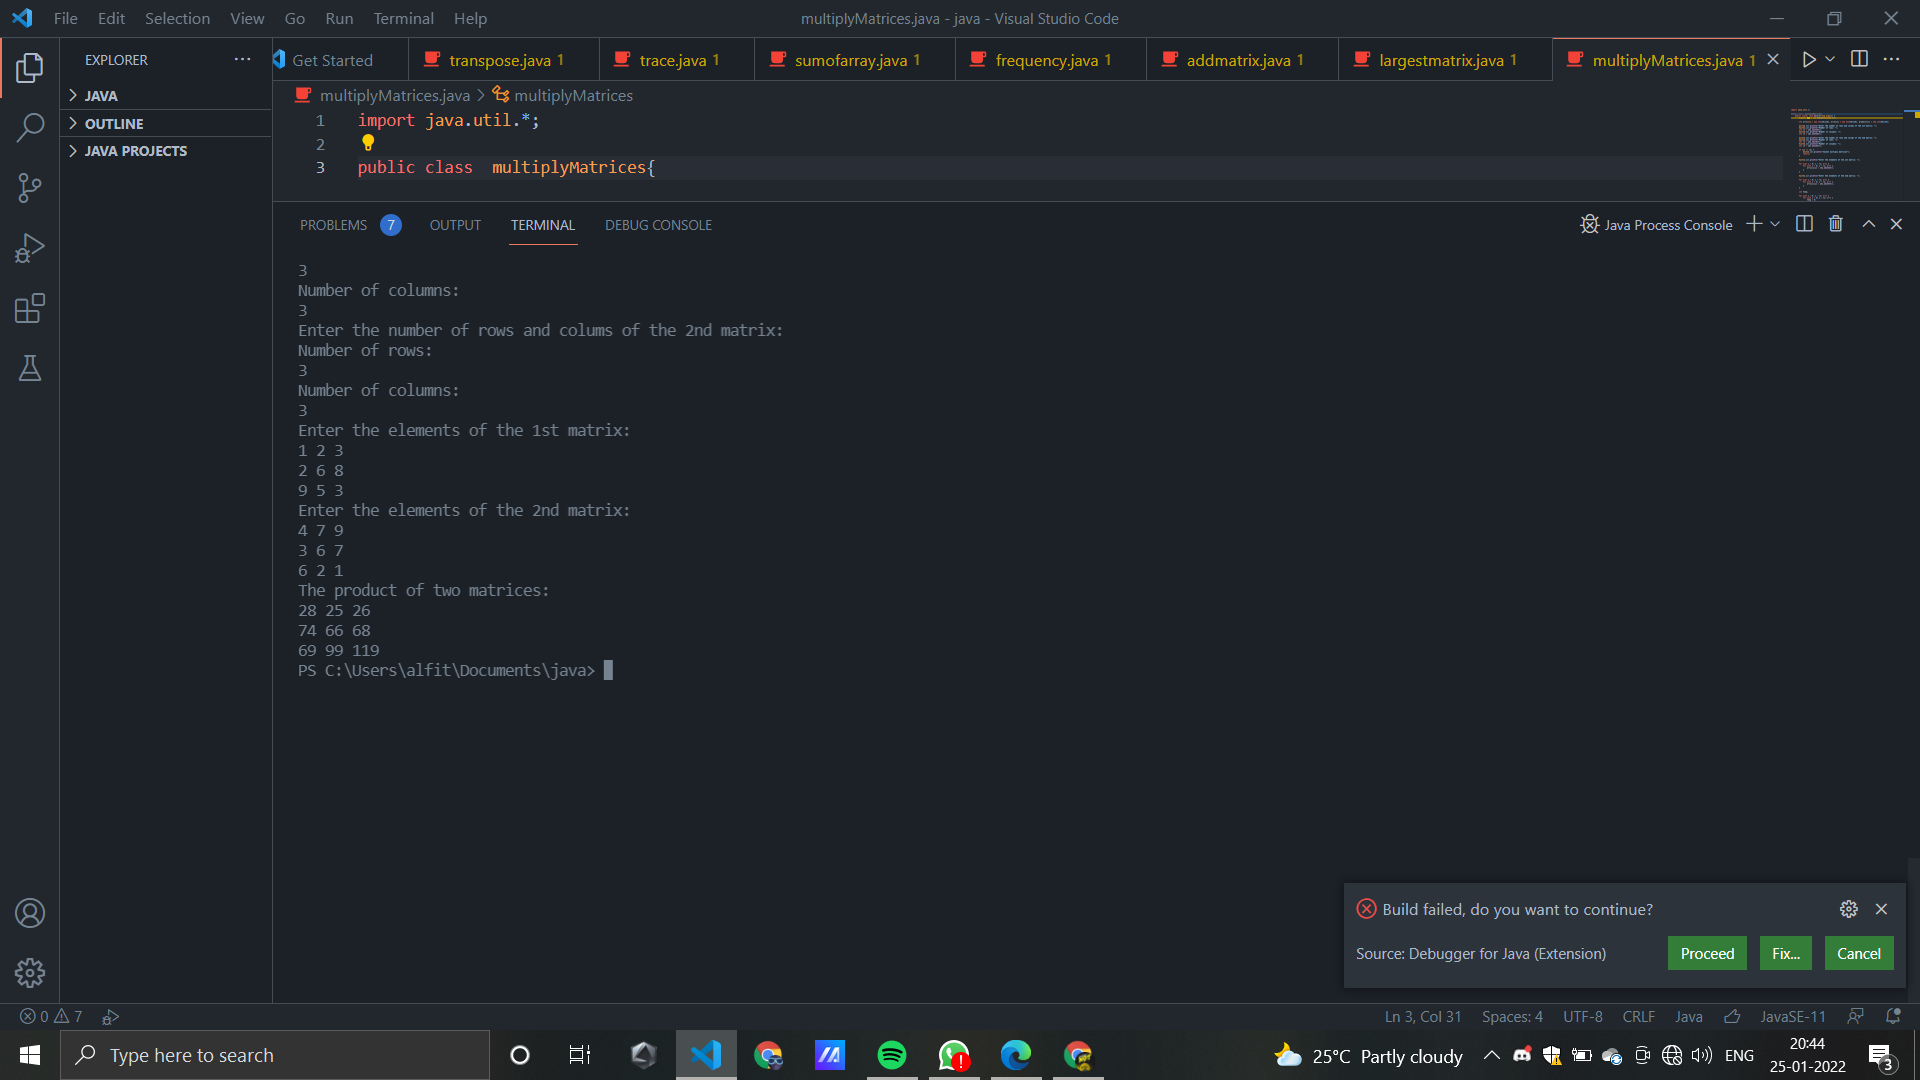 File Edit Selection View Go Run Terminal Help
multiplyMatrices.java - java - Visual Studio Code
EXPLORER
JAVA
OUTLINE
JAVA PROJECTS
Get Started transpose.java 1 trace.java 1 sumofarray.java 1 frequency.java 1 addmatrix.java 1 largestmatrix.java 1 multiplyMatrices.java 1
multiplyMatrices.java > multiplyMatrices
1 import java.util.*;
2
3 public class  multiplyMatrices{
PROBLEMS 7 OUTPUT TERMINAL DEBUG CONSOLE
Java Process Console
3
Number of columns:
3
Enter the number of rows and colums of the 2nd matrix:
Number of rows:
3
Number of columns:
3
Enter the elements of the 1st matrix:
1 2 3
2 6 8
9 5 3
Enter the elements of the 2nd matrix:
4 7 9
3 6 7
6 2 1
The product of two matrices:
28 25 26
74 66 68
69 99 119
PS C:\Users\alfit\Documents\java>
Build failed, do you want to continue?
Source: Debugger for Java (Extension)
Proceed Fix... Cancel
0 7
Ln 3, Col 31 Spaces: 4 UTF-8 CRLF Java JavaSE-11
Type here to search
25°C Partly cloudy
ENG
20:44
25-01-2022
3